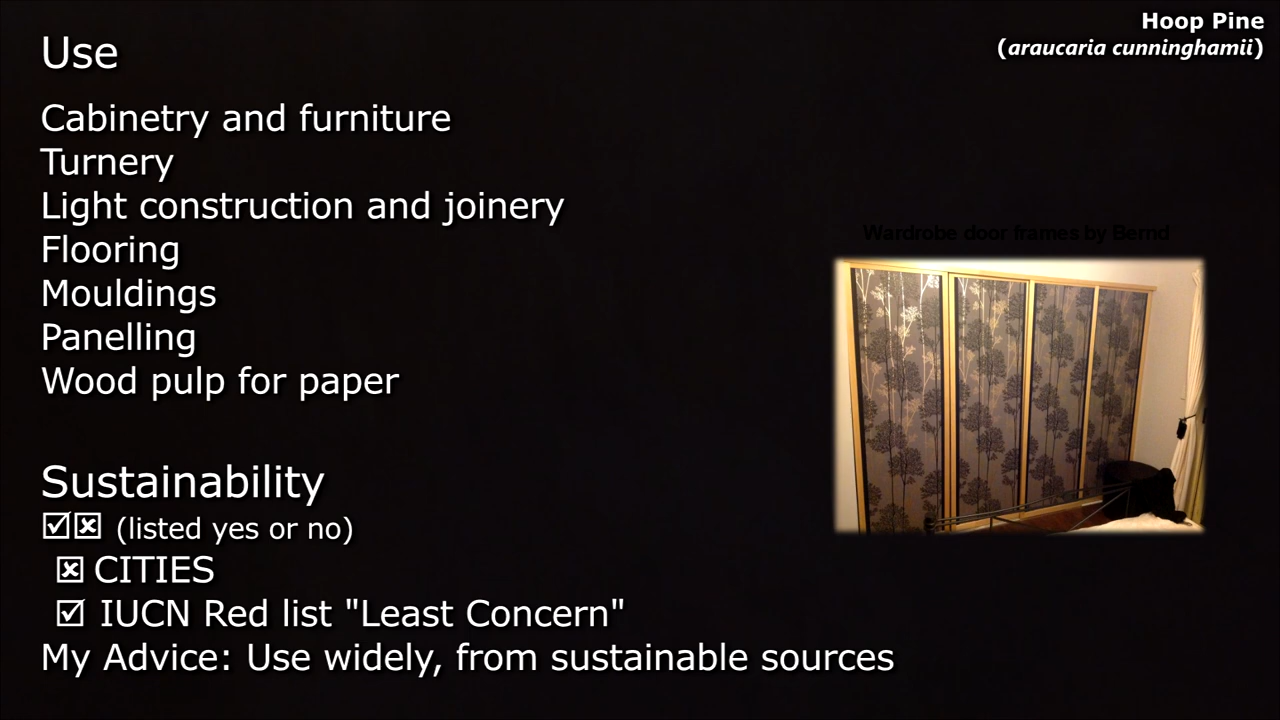 Hoop Pine
(araucaria cunninghamii)
Use
Cabinetry and furniture
Turnery
Light construction and joinery
Flooring
Mouldings
Panelling
Wood pulp for paper
Wardrobe door frames by Bernd
Sustainability
☑☒ (listed yes or no)
☒ CITIES
☑ IUCN Red list "Least Concern"
My Advice: Use widely, from sustainable sources